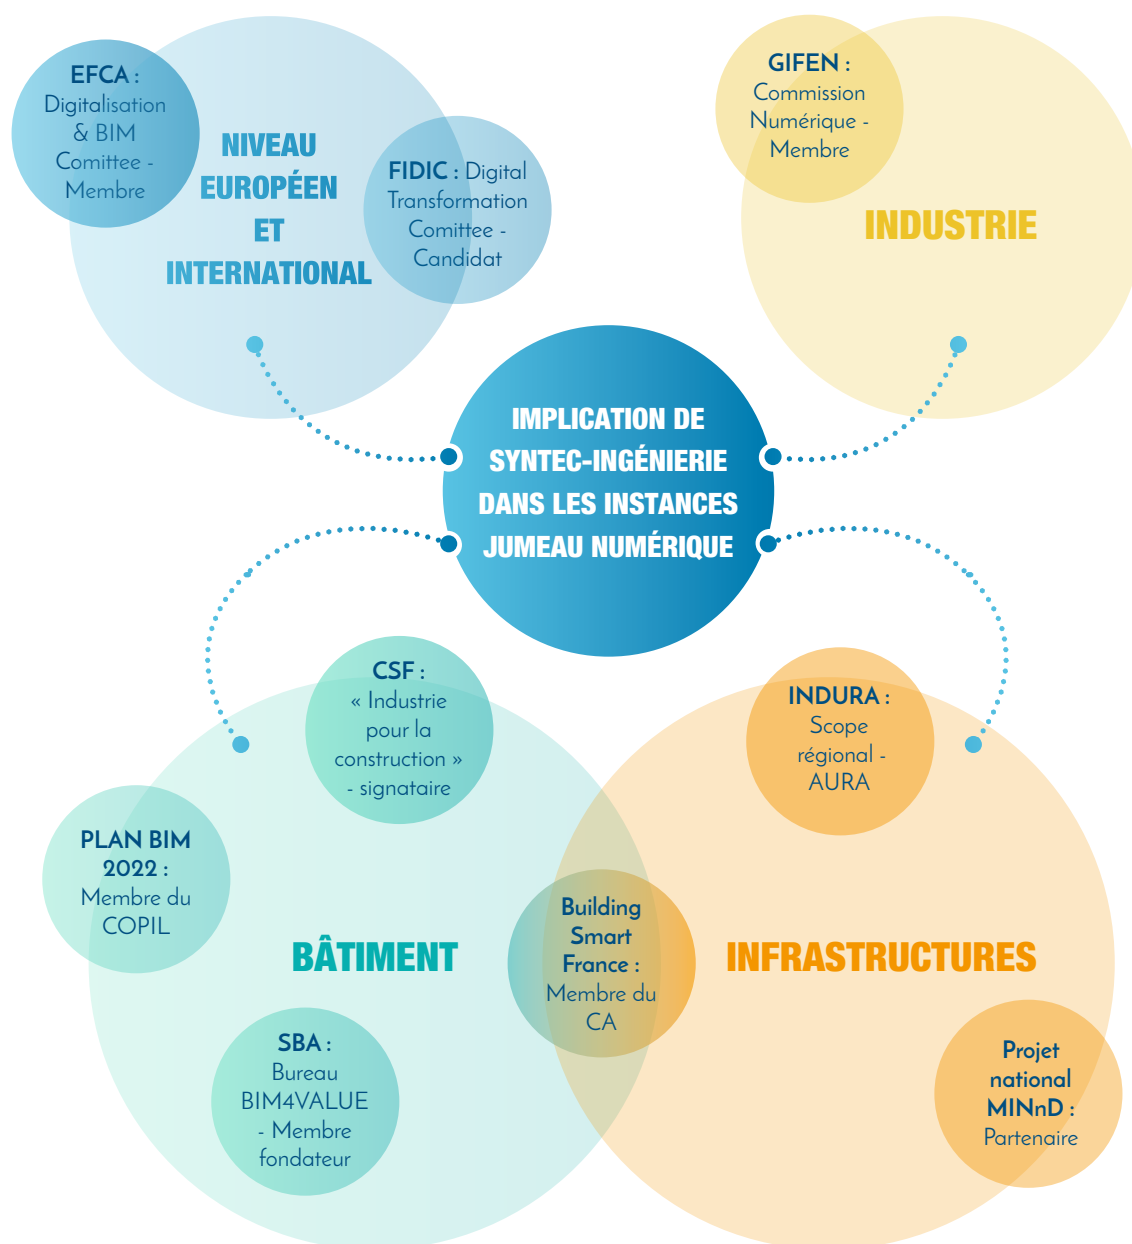 EFCA :
Digitalisation
& BIM
Comittee -
Membre
NIVEAU
EUROPÉEN
ET
INTERNATIONAL
FIDIC : Digital
Transformation
Comittee -
Candidat
GIFEN :
Commission
Numérique -
Membre
INDUSTRIE
IMPLICATION DE
SYNTEC-INGÉNIERIE
DANS LES INSTANCES
JUMEAU NUMÉRIQUE
CSF :
« Industrie
pour la
construction »
- signataire
PLAN BIM
2022 :
Membre du
COPIL
BÂTIMENT
SBA :
Bureau
BIM4VALUE
- Membre
fondateur
Building
Smart
France :
Membre du
CA
INDURA :
Scope
régional -
AURA
INFRASTRUCTURES
Projet
national
MINnD :
Partenaire